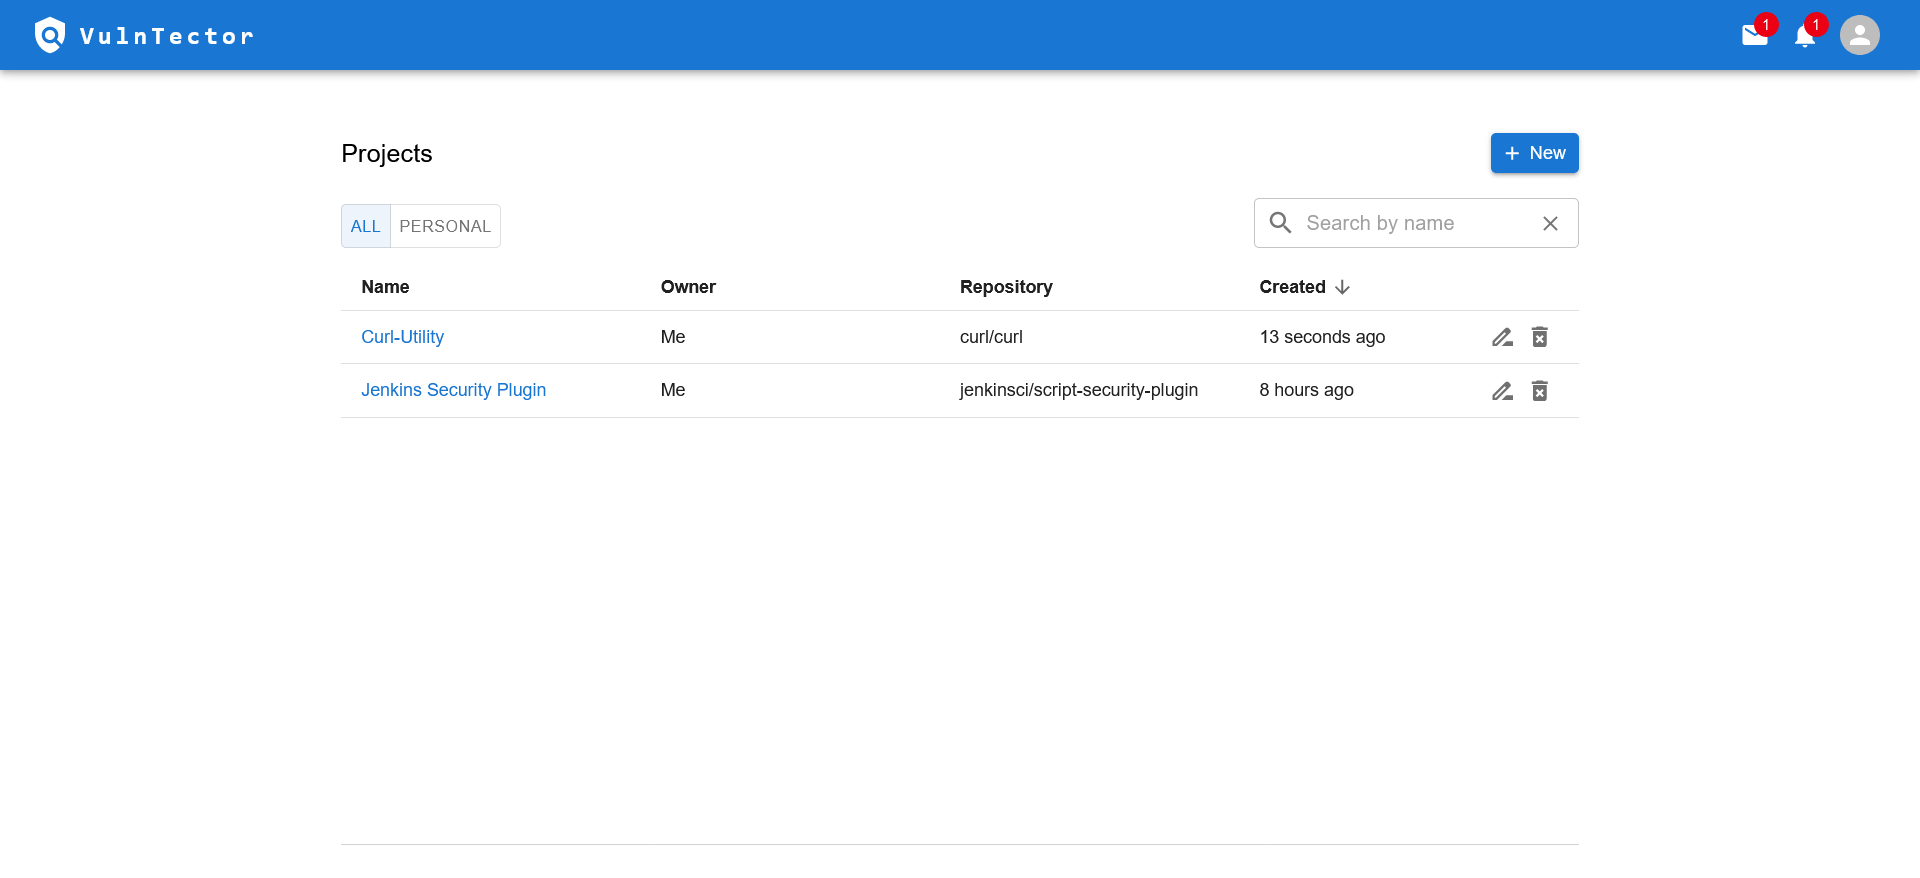 VulnTector
1
1
Projects
New
ALL
PERSONAL
Search by name
Name
Owner
Repository
Created
Curl-Utility
Me
curl/curl
13 seconds ago
Jenkins Security Plugin
Me
jenkinsci/script-security-plugin
8 hours ago